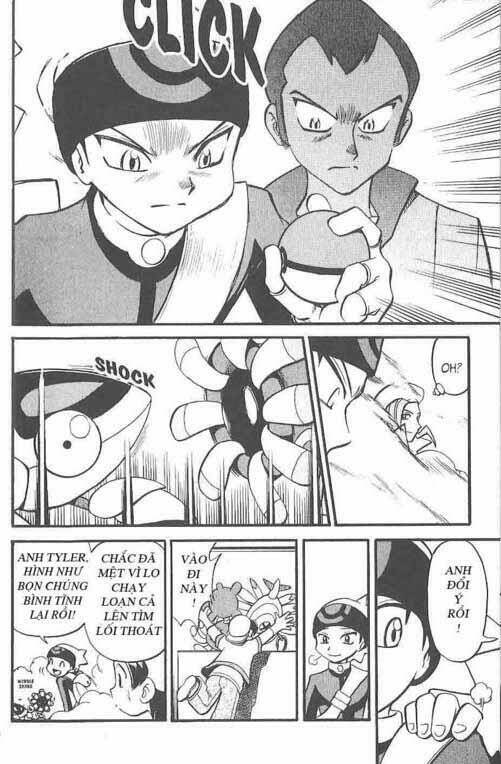 CLICK
SHOCK
OH?
ANH TYLER,
HÌNH NHƯ
BỌN CHÚNG
BÌNH TĨNH
LẠI RỒI!
CHẮC ĐÃ
MỆT VÌ LO
CHẠY
LOẠN CẢ
LÊN TÌM
LỐI THOÁT
VÀO
ĐI
NÀY
!
ANH
ĐỔI
Ý
RỒI
!